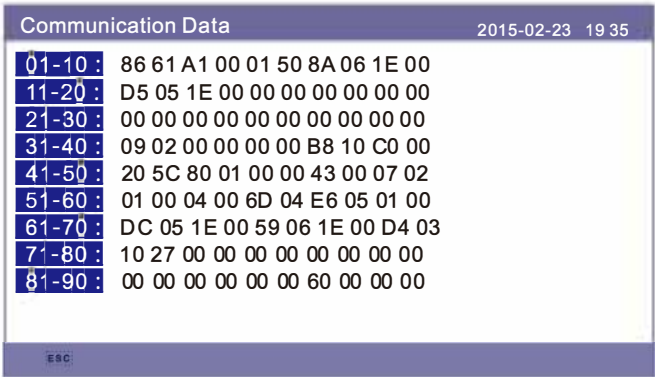 Communication Data 2015-02-23 19 35
01-10 : 86 61 A1 00 01 50 8A 06 1E 00
11-20 : D5 05 1E 00 00 00 00 00 00 00
21-30 : 00 00 00 00 00 00 00 00 00 00
31-40 : 09 02 00 00 00 00 B8 10 C0 00
41-50 : 20 5C 80 01 00 00 43 00 07 02
51-60 : 01 00 04 00 6D 04 E6 05 01 00
61-70 : DC 05 1E 00 59 06 1E 00 D4 03
71-80 : 10 27 00 00 00 00 00 00 00 00
81-90 : 00 00 00 00 00 00 60 00 00 00
ESC